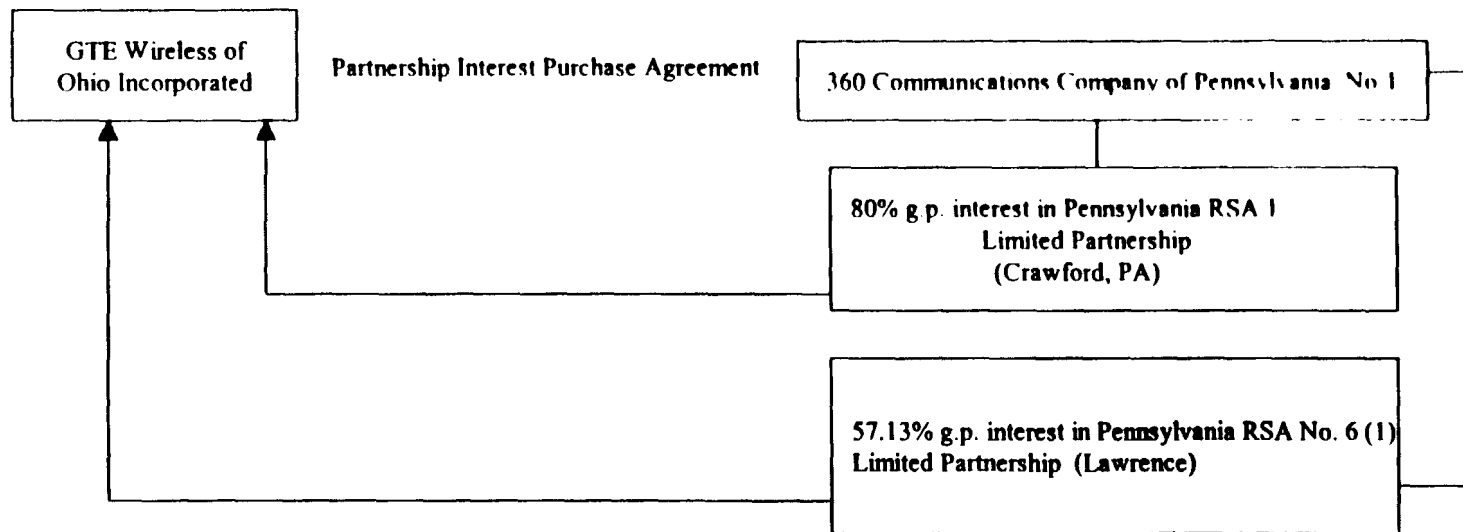 GTE Wireless of
Ohio Incorporated
Partnership Interest Purchase Agreement
360 Communications Company of Pennsylvania No 1
80% g.p. interest in Pennsylvania RSA 1
Limited Partnership
(Crawford, PA)
57.13% g.p. interest in Pennsylvania RSA No. 6 (1)
Limited Partnership (Lawrence)